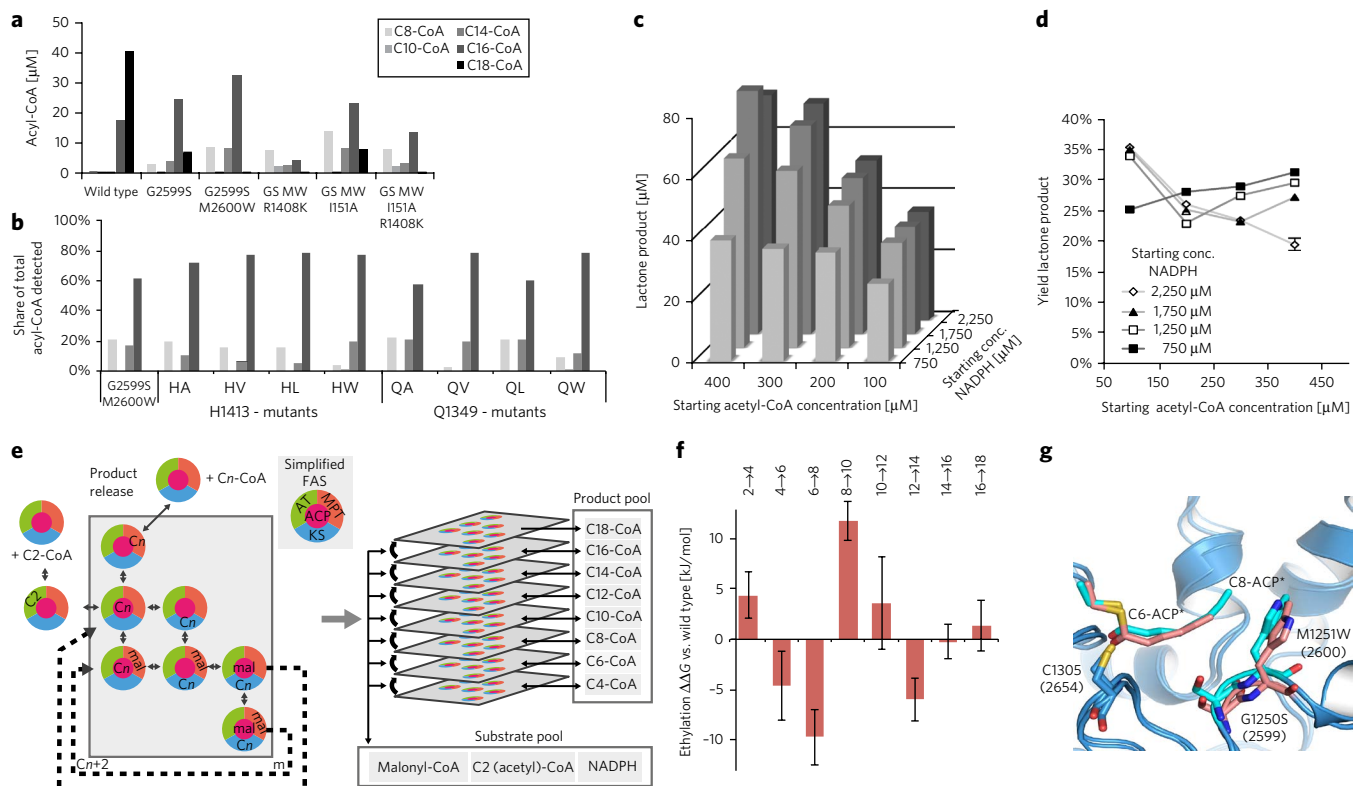 a
Acyl-CoA [µM]
50
40
30
20
10
0
C8-CoA
C14-CoA
C10-CoA
C16-CoA
C18-CoA
Wild type
G2599S
G2599S
M2600W
GS MW
R1408K
GS MW
I151A
GS MW
I151A
R1408K
b
Share of total
acyl-CoA detected
100%
80%
60%
40%
20%
0%
G2599S
M2600W
HA
HV
HL
HW
QA
QV
QL
QW
H1413 - mutants
Q1349 - mutants
c
Lactone product [µM]
80
60
40
20
0
400
300
200
100
Starting acetyl-CoA concentration [µM]
2,250
1,750
1,250
750
Starting conc.
NADPH [µM]
d
Yield lactone product
40%
35%
30%
25%
20%
15%
10%
5%
0%
Starting conc.
NADPH
2,250 µM
1,750 µM
1,250 µM
750 µM
50
150
250
350
450
Starting acetyl-CoA concentration [µM]
e
Product
release
+ Cn-CoA
Simplified
FAS
AT
MPT
ACP
KS
+ C2-CoA
C2
Cn
Cn
Cn
Cn
mal
Cn
mal
mal
Cn
mal
mal
Cn
Cn+2
m
Product pool
C18-CoA
C16-CoA
C14-CoA
C12-CoA
C10-CoA
C8-CoA
C6-CoA
C4-CoA
Substrate pool
Malonyl-CoA
C2 (acetyl)-CoA
NADPH
f
2→4
4→6
6→8
8→10
10→12
12→14
14→16
16→18
Ethylation ΔΔG vs. wild type [kJ/mol]
10
5
0
−5
−10
g
C8-ACP*
C6-ACP*
M1251W
(2600)
C1305
(2654)
G1250S
(2599)